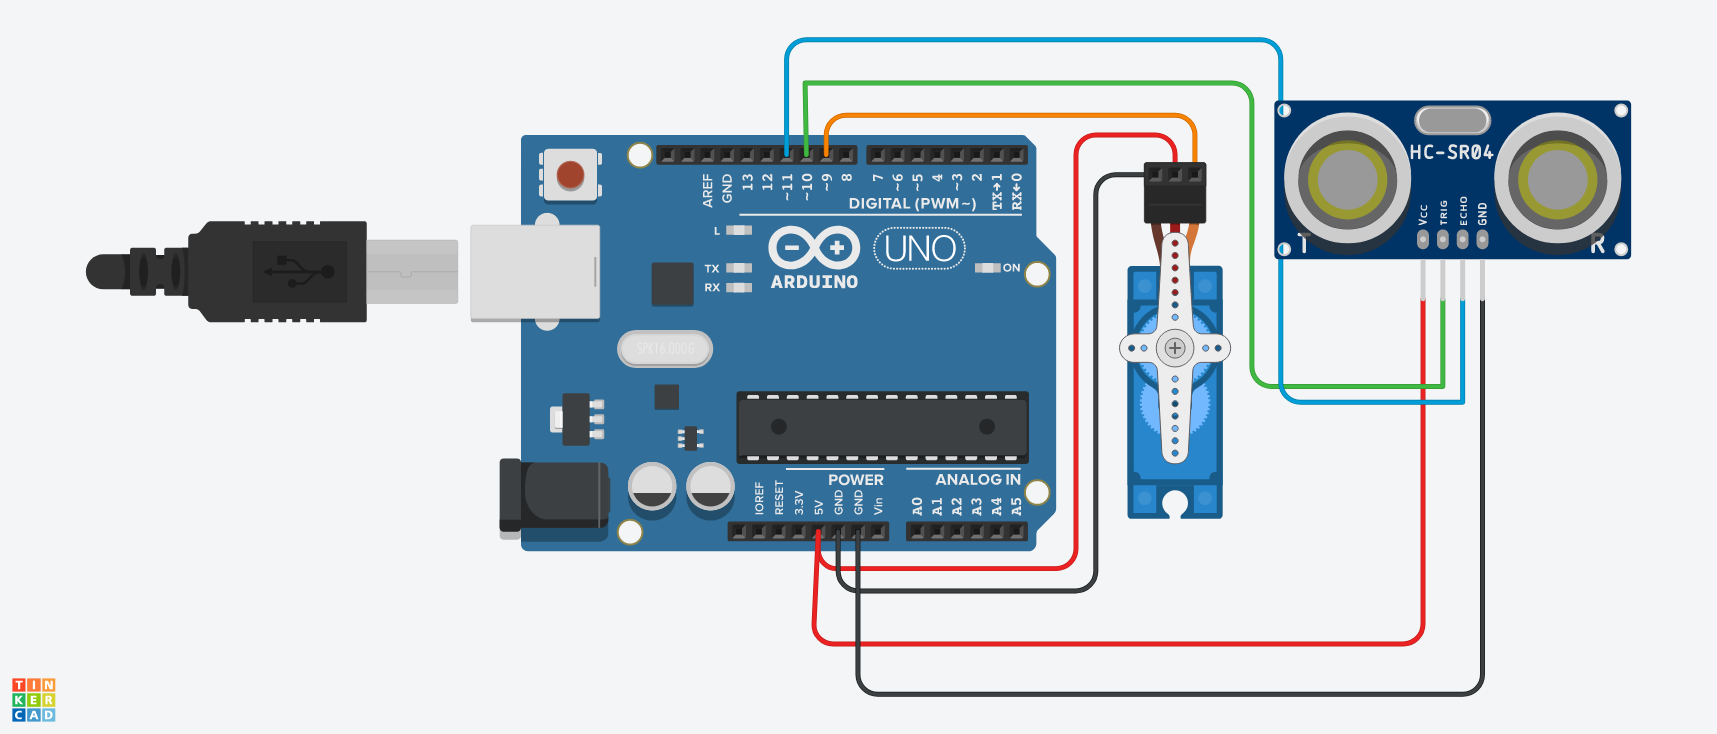 HC-SR04
VCC
TRIG
ECHO
GND
T
R
AREF
GND
13
12
~11
~10
~9
8
7
~6
~5
4
~3
2
TX→1
RX←0
DIGITAL (PWM~)
L
TX
RX
UNO
ARDUINO
ON
SPK16.000G
POWER
ANALOG IN
IOREF
RESET
3.3V
5V
GND
GND
Vin
A0
A1
A2
A3
A4
A5
TIN
KER
CAD